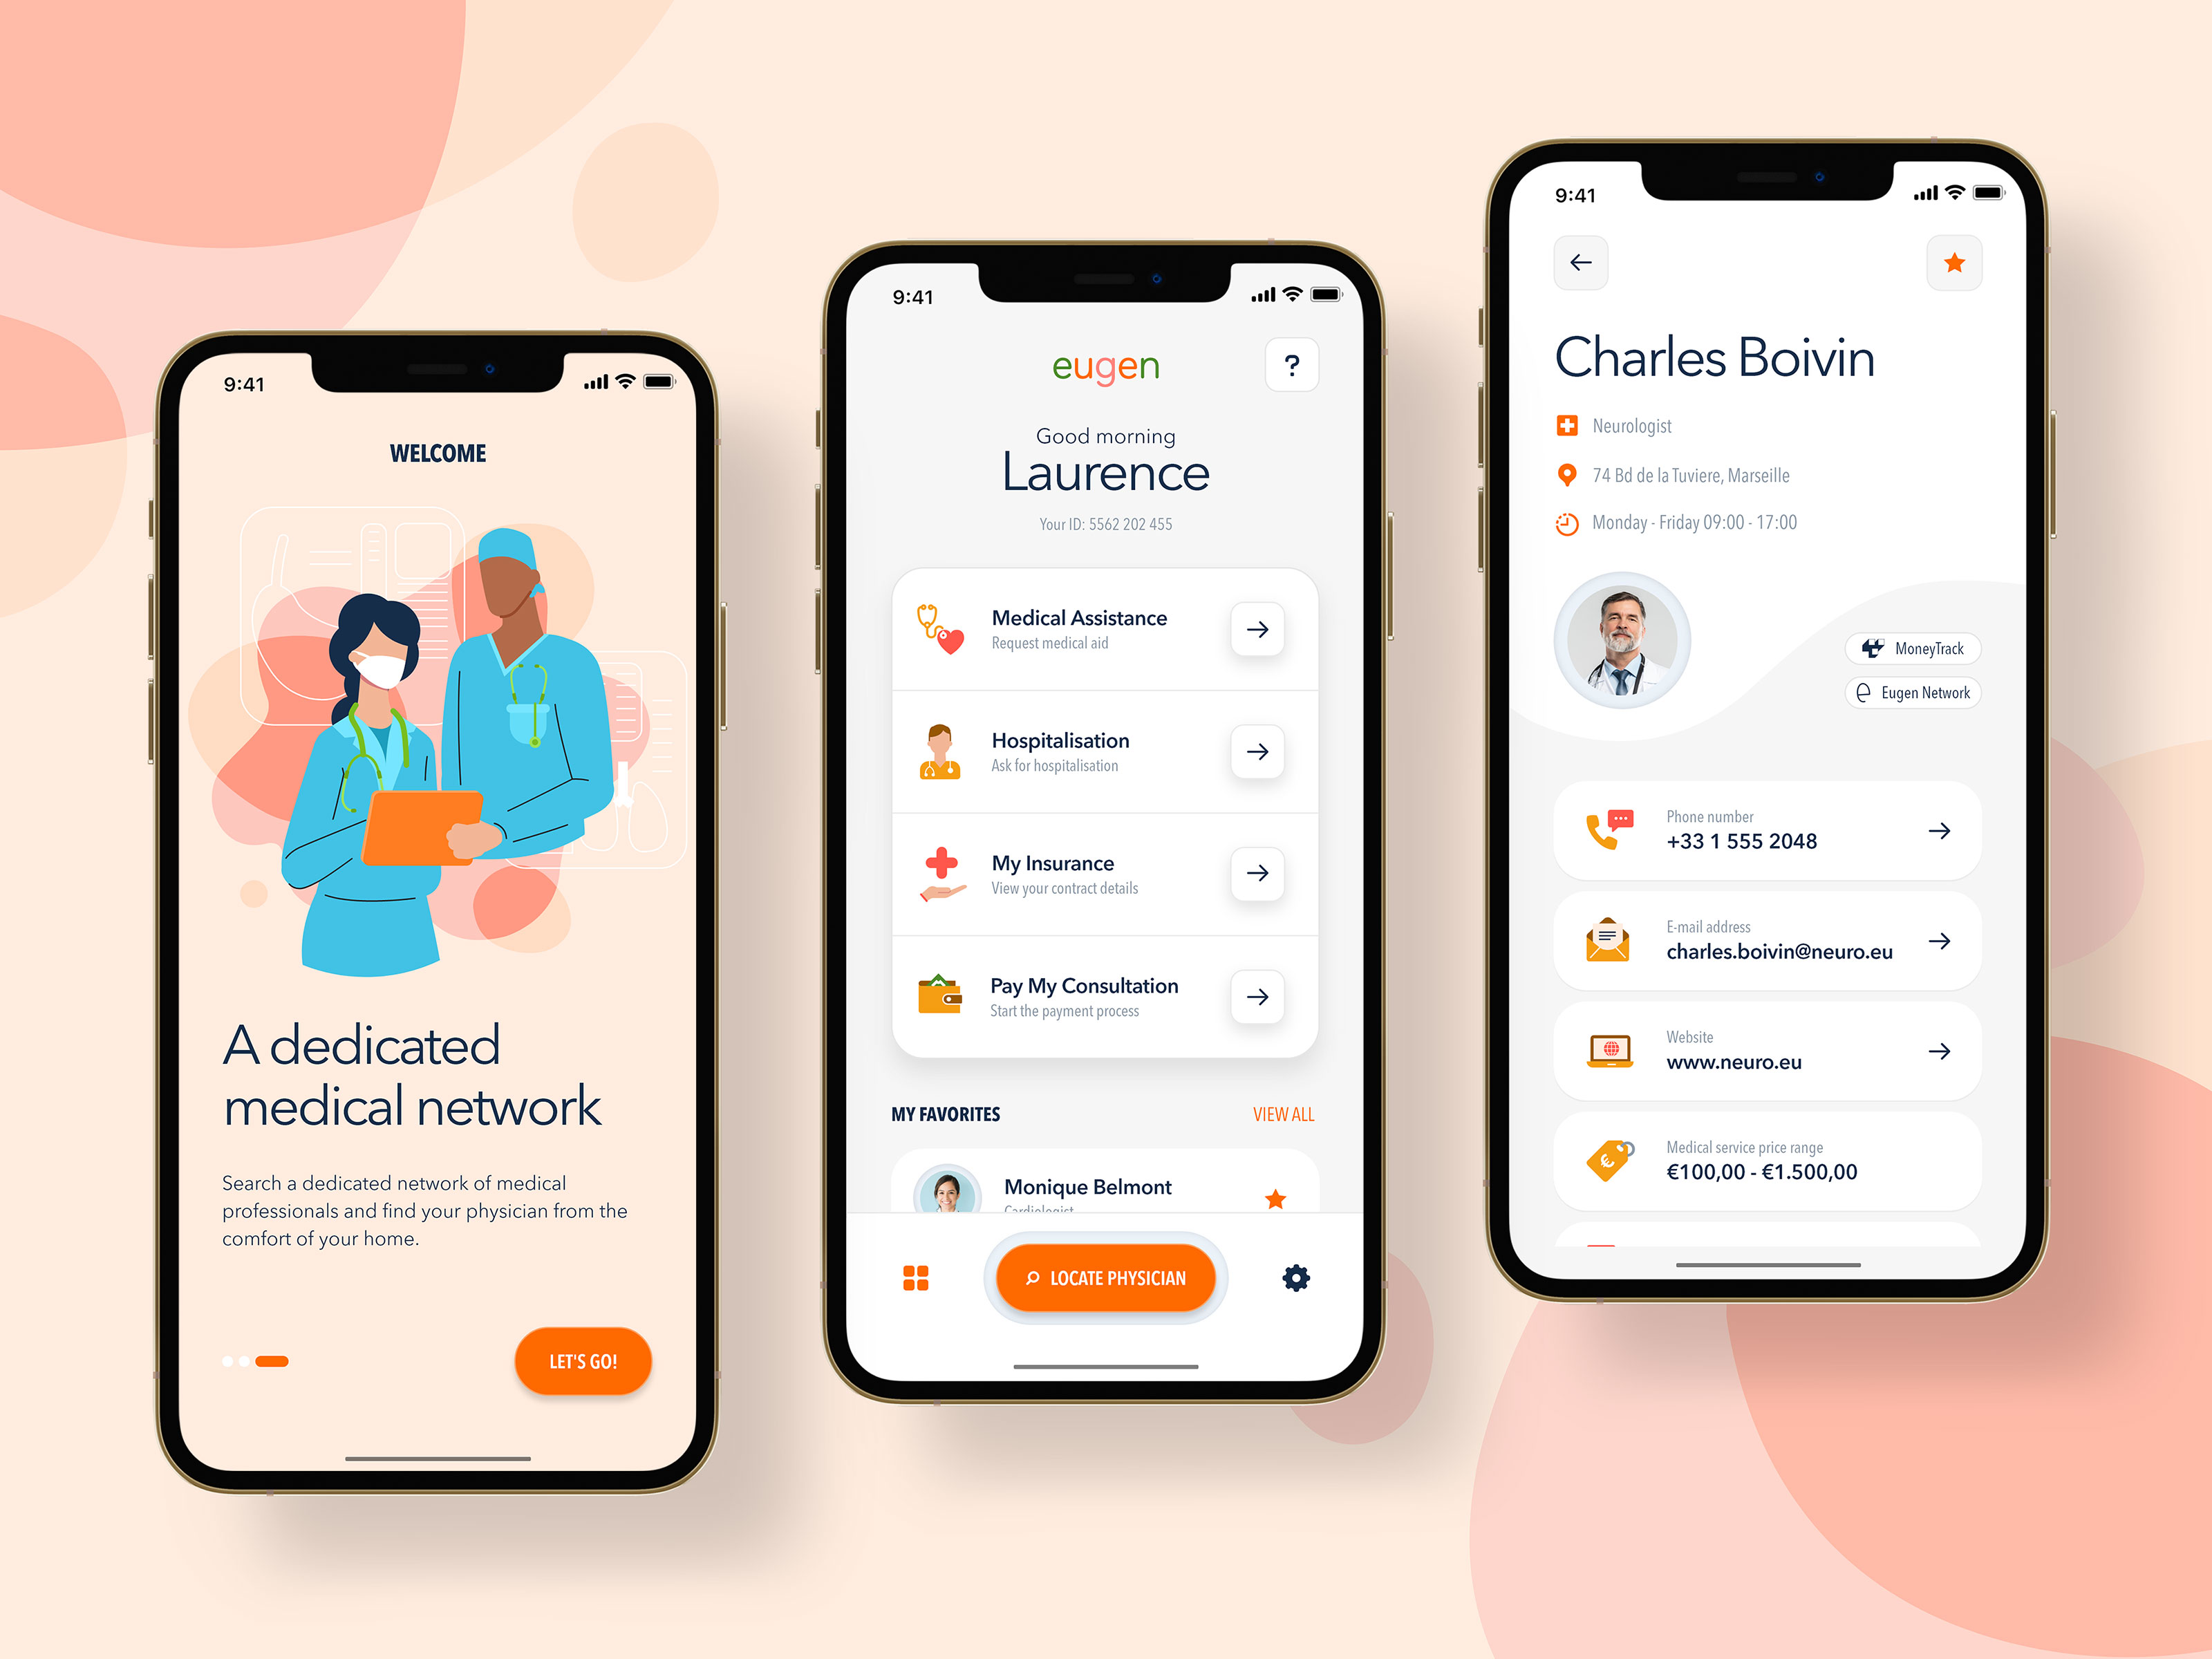 9:41
WELCOME
A dedicated
medical network
Search a dedicated network of medical
professionals and find your physician from the
comfort of your home.
LET'S GO!
9:41
eugen
?
Good morning
Laurence
Your ID: 5562 202 455
Medical Assistance
Request medical aid
Hospitalisation
Ask for hospitalisation
My Insurance
View your contract details
Pay My Consultation
Start the payment process
MY FAVORITES
VIEW ALL
Monique Belmont
Cardiologist
LOCATE PHYSICIAN
9:41
Charles Boivin
Neurologist
74 Bd de la Tuviere, Marseille
Monday - Friday 09:00 - 17:00
MoneyTrack
Eugen Network
Phone number
+33 1 555 2048
E-mail address
charles.boivin@neuro.eu
Website
www.neuro.eu
Medical service price range
€100,00 - €1.500,00